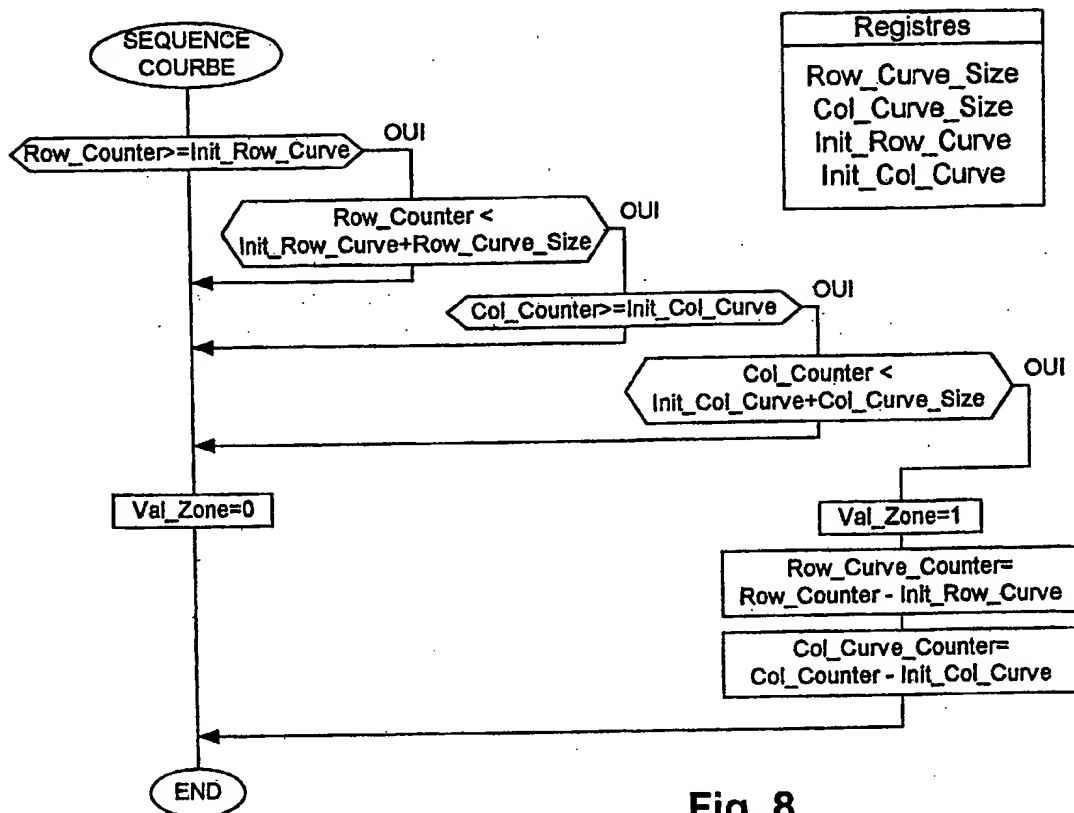 SEQUENCE
COURBE
Registres
Row_Curve_Size
Col_Curve_Size
Init_Row_Curve
Init_Col_Curve
OUI
Row_Counter>=Init_Row_Curve
OUI
Row_Counter <
Init_Row_Curve+Row_Curve_Size
OUI
Col_Counter>=Init_Col_Curve
OUI
Col_Counter <
Init_Col_Curve+Col_Curve_Size
Val_Zone=0
Val_Zone=1
Row_Curve_Counter=
Row_Counter - Init_Row_Curve
Col_Curve_Counter=
Col_Counter - Init_Col_Curve
END
Fig. 8